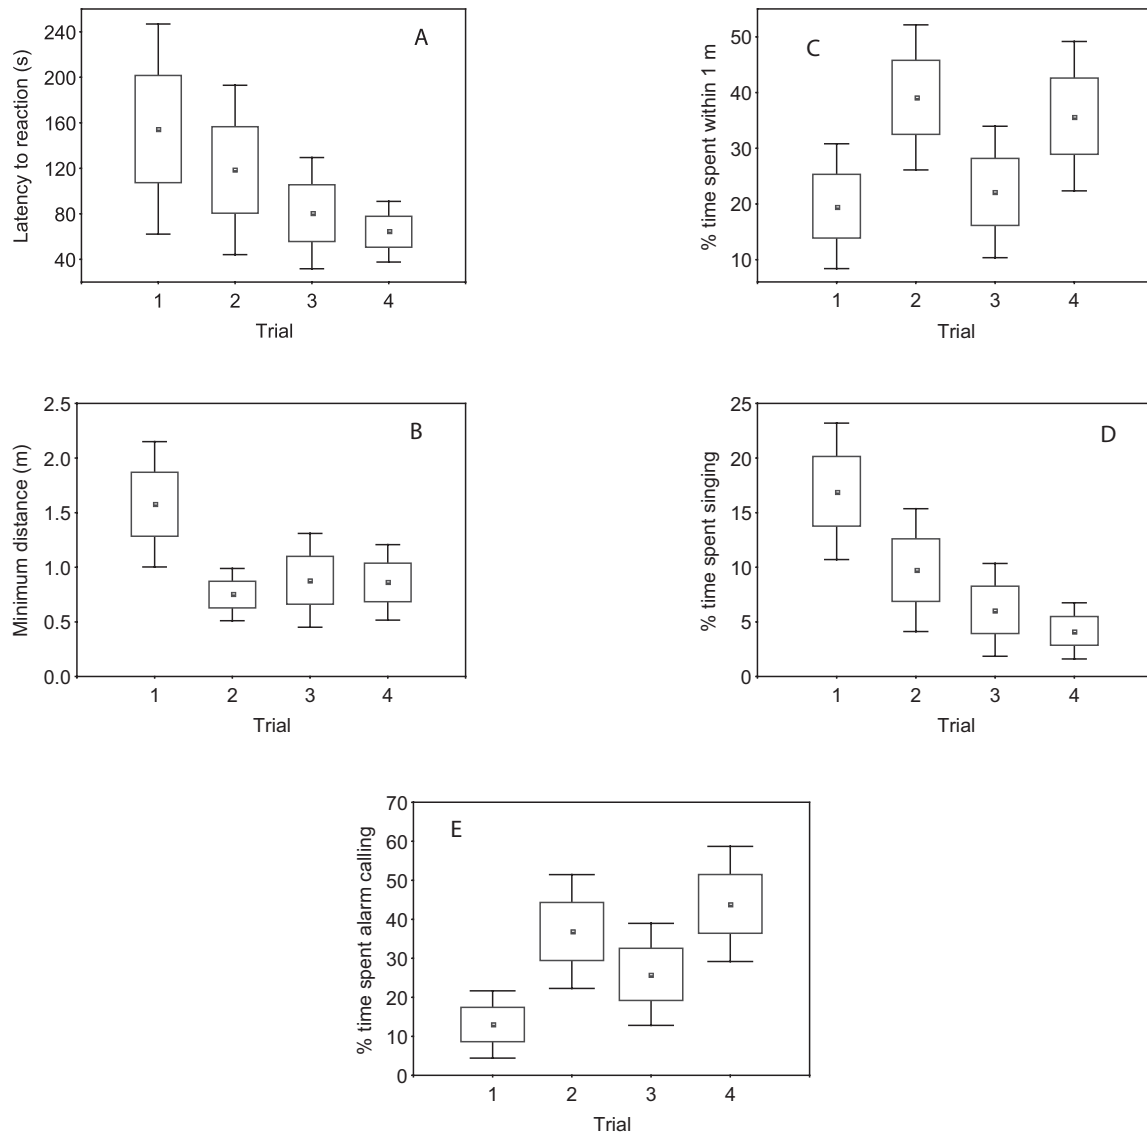 A
Latency to reaction (s)
240
200
160
120
80
40
1 2 3 4
Trial
C
% time spent within 1 m
50
40
30
20
10
1 2 3 4
Trial
B
Minimum distance (m)
2.5
2.0
1.5
1.0
0.5
0.0
1 2 3 4
Trial
D
% time spent singing
25
20
15
10
5
0
1 2 3 4
Trial
E
% time spent alarm calling
70
60
50
40
30
20
10
0
1 2 3 4
Trial